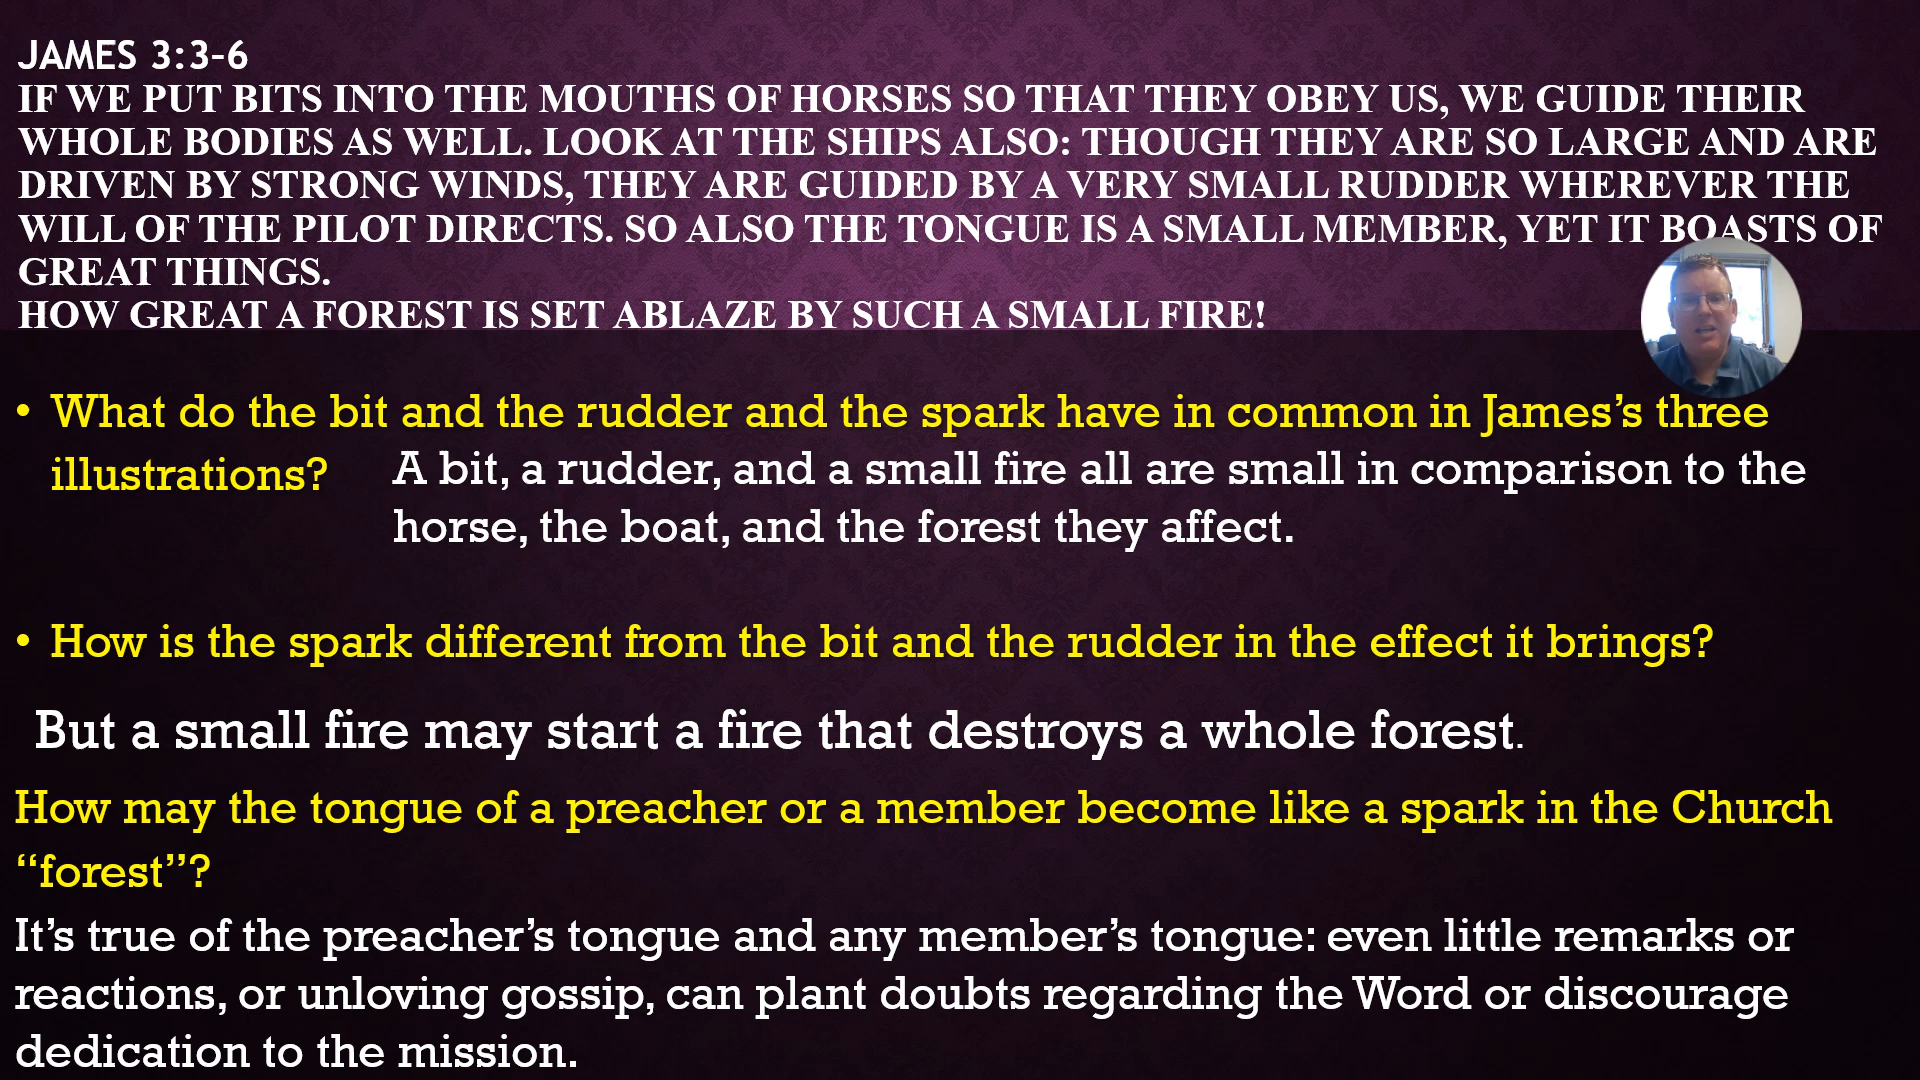 JAMES 3:3-6
IF WE PUT BITS INTO THE MOUTHS OF HORSES SO THAT THEY OBEY US, WE GUIDE THEIR
WHOLE BODIES AS WELL. LOOK AT THE SHIPS ALSO: THOUGH THEY ARE SO LARGE AND ARE
DRIVEN BY STRONG WINDS, THEY ARE GUIDED BY A VERY SMALL RUDDER WHEREVER THE
WILL OF THE PILOT DIRECTS. SO ALSO THE TONGUE IS A SMALL MEMBER, YET IT BOASTS OF
GREAT THINGS.
HOW GREAT A FOREST IS SET ABLAZE BY SUCH A SMALL FIRE!
• What do the bit and the rudder and the spark have in common in James’s three
illustrations?
A bit, a rudder, and a small fire all are small in comparison to the
horse, the boat, and the forest they affect.
• How is the spark different from the bit and the rudder in the effect it brings?
But a small fire may start a fire that destroys a whole forest.
How may the tongue of a preacher or a member become like a spark in the Church
“forest”?
It’s true of the preacher’s tongue and any member’s tongue: even little remarks or
reactions, or unloving gossip, can plant doubts regarding the Word or discourage
dedication to the mission.